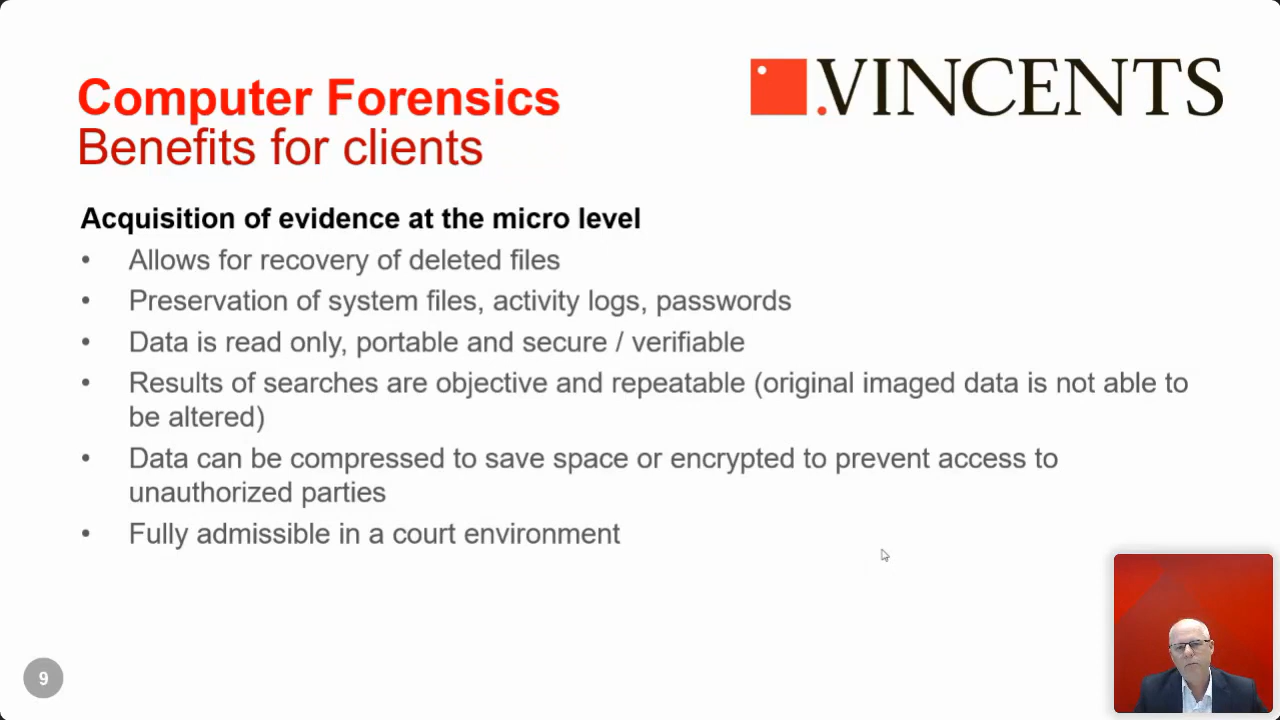 Computer Forensics
Benefits for clients
.VINCENTS
Acquisition of evidence at the micro level
• Allows for recovery of deleted files
• Preservation of system files, activity logs, passwords
• Data is read only, portable and secure / verifiable
• Results of searches are objective and repeatable (original imaged data is not able to
be altered)
• Data can be compressed to save space or encrypted to prevent access to
unauthorized parties
• Fully admissible in a court environment
9